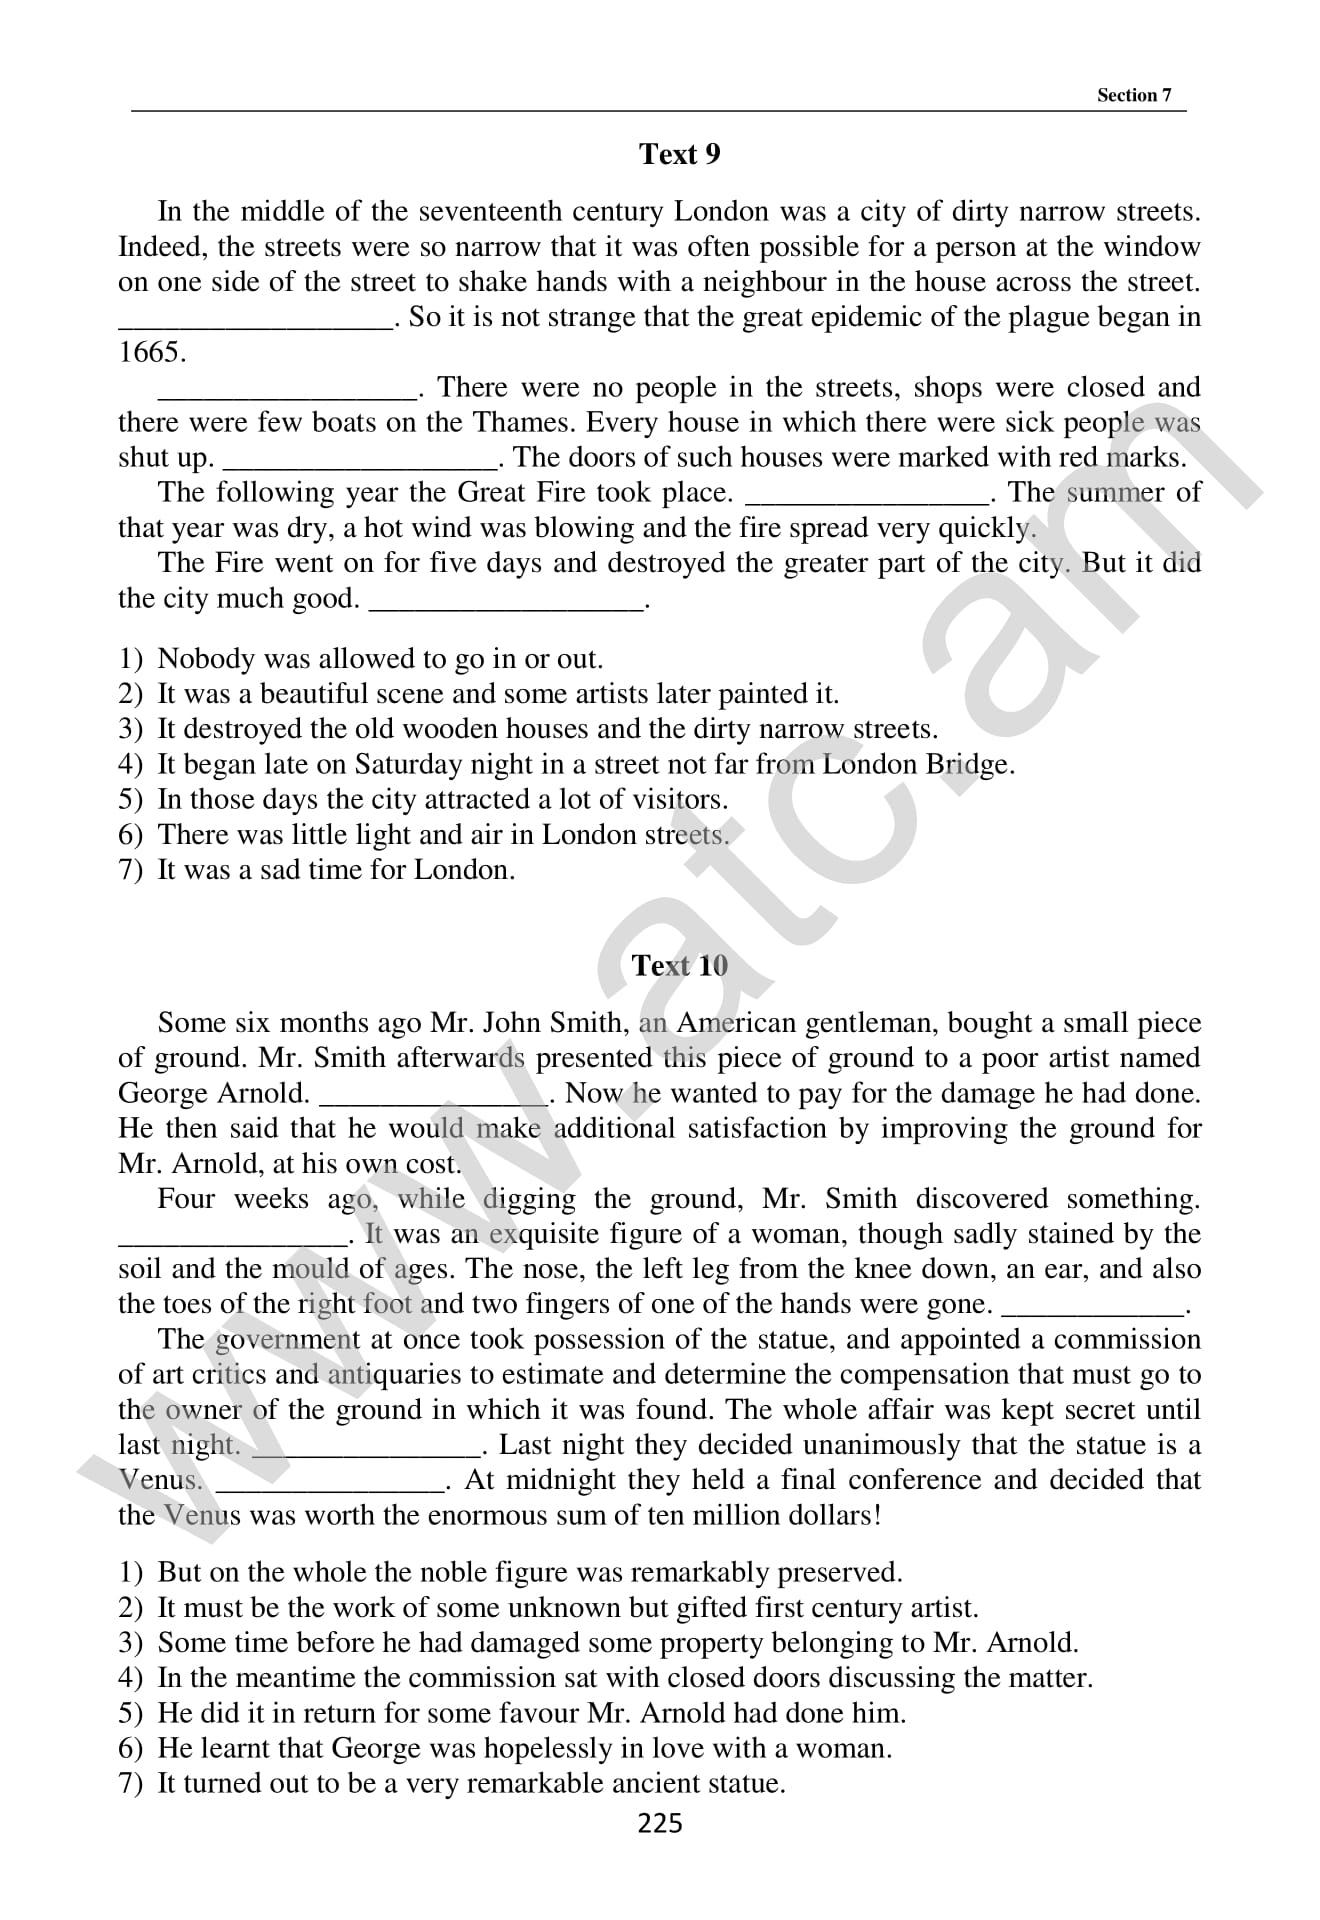 Section 7
Text 9
In the middle of the seventeenth century London was a city of dirty narrow streets.
Indeed, the streets were so narrow that it was often possible for a person at the window
on one side of the street to shake hands with a neighbour in the house across the street.
__________________. So it is not strange that the great epidemic of the plague began in
1665.
_________________. There were no people in the streets, shops were closed and
there were few boats on the Thames. Every house in which there were sick people was
shut up. __________________. The doors of such houses were marked with red marks.
The following year the Great Fire took place. ________________. The summer of
that year was dry, a hot wind was blowing and the fire spread very quickly.
The Fire went on for five days and destroyed the greater part of the city. But it did
the city much good. __________________.
1) Nobody was allowed to go in or out.
2) It was a beautiful scene and some artists later painted it.
3) It destroyed the old wooden houses and the dirty narrow streets.
4) It began late on Saturday night in a street not far from London Bridge.
5) In those days the city attracted a lot of visitors.
6) There was little light and air in London streets.
7) It was a sad time for London.
Text 10
Some six months ago Mr. John Smith, an American gentleman, bought a small piece
of ground. Mr. Smith afterwards presented this piece of ground to a poor artist named
George Arnold. _______________. Now he wanted to pay for the damage he had done.
He then said that he would make additional satisfaction by improving the ground for
Mr. Arnold, at his own cost.
Four weeks ago, while digging the ground, Mr. Smith discovered something.
_______________. It was an exquisite figure of a woman, though sadly stained by the
soil and the mould of ages. The nose, the left leg from the knee down, an ear, and also
the toes of the right foot and two fingers of one of the hands were gone. ____________.
The government at once took possession of the statue, and appointed a commission
of art critics and antiquaries to estimate and determine the compensation that must go to
the owner of the ground in which it was found. The whole affair was kept secret until
last night. _______________. Last night they decided unanimously that the statue is a
Venus. _______________. At midnight they held a final conference and decided that
the Venus was worth the enormous sum of ten million dollars!
1) But on the whole the noble figure was remarkably preserved.
2) It must be the work of some unknown but gifted first century artist.
3) Some time before he had damaged some property belonging to Mr. Arnold.
4) In the meantime the commission sat with closed doors discussing the matter.
5) He did it in return for some favour Mr. Arnold had done him.
6) He learnt that George was hopelessly in love with a woman.
7) It turned out to be a very remarkable ancient statue.
225
www.atc.am